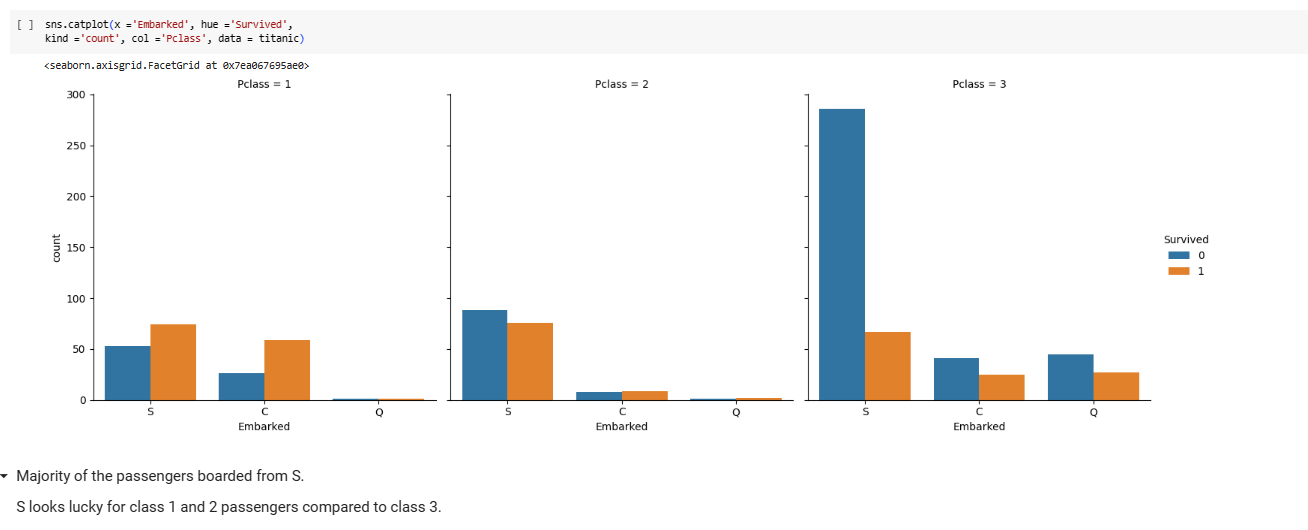 [ ] sns.catplot(x ='Embarked', hue ='Survived',
kind ='count', col ='Pclass', data = titanic)
<seaborn.axisgrid.FacetGrid at 0x7ea067695ae0>
Pclass = 1
Pclass = 2
Pclass = 3
300
250
200
150
100
50
0
count
S C Q
Embarked
S C Q
Embarked
S C Q
Embarked
Survived
0
1
Majority of the passengers boarded from S.
S looks lucky for class 1 and 2 passengers compared to class 3.